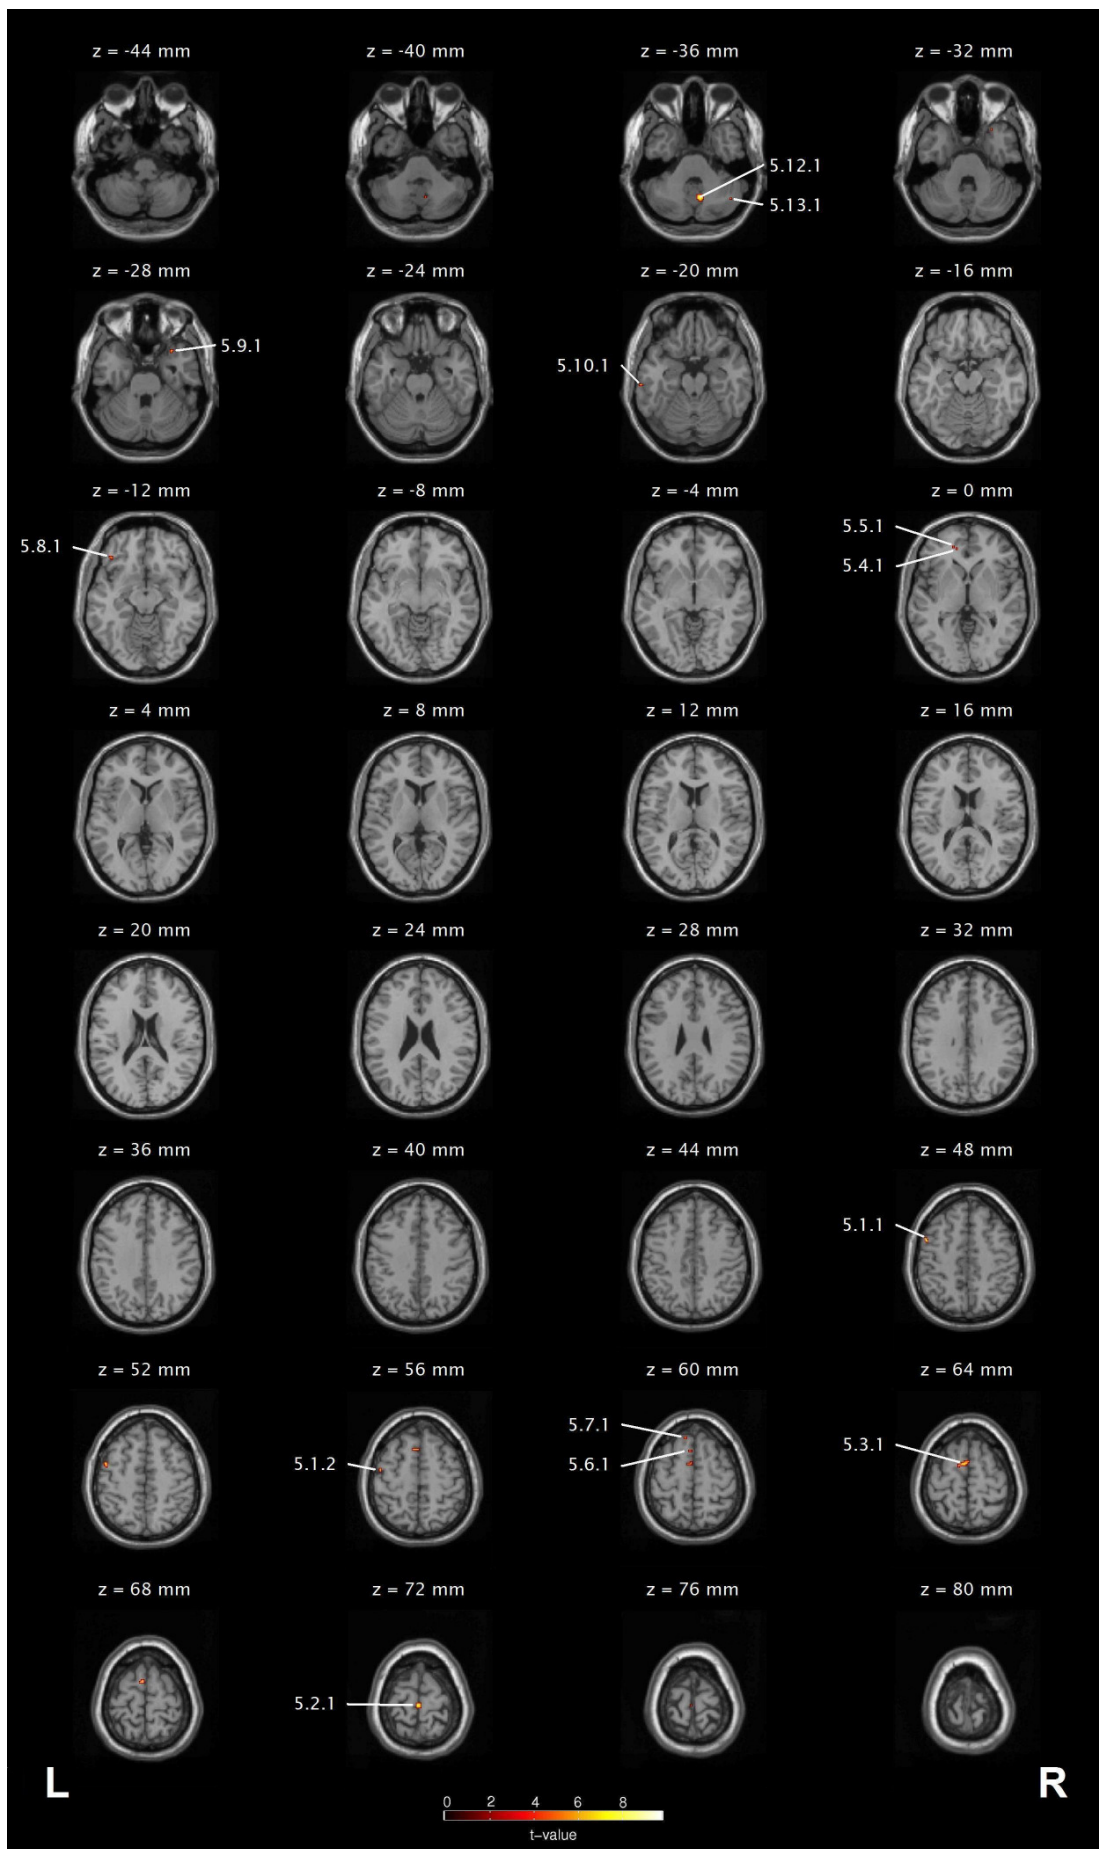 z = -44 mm
z = -40 mm
z = -36 mm
z = -32 mm
5.12.1
5.13.1
z = -28 mm
z = -24 mm
z = -20 mm
z = -16 mm
5.9.1
5.10.1
z = -12 mm
z = -8 mm
z = -4 mm
z = 0 mm
5.8.1
5.5.1
5.4.1
z = 4 mm
z = 8 mm
z = 12 mm
z = 16 mm
z = 20 mm
z = 24 mm
z = 28 mm
z = 32 mm
z = 36 mm
z = 40 mm
z = 44 mm
z = 48 mm
5.1.1
z = 52 mm
z = 56 mm
z = 60 mm
z = 64 mm
5.1.2
5.7.1
5.6.1
5.3.1
z = 68 mm
z = 72 mm
z = 76 mm
z = 80 mm
5.2.1
L
R
0 2 4 6 8
t-value